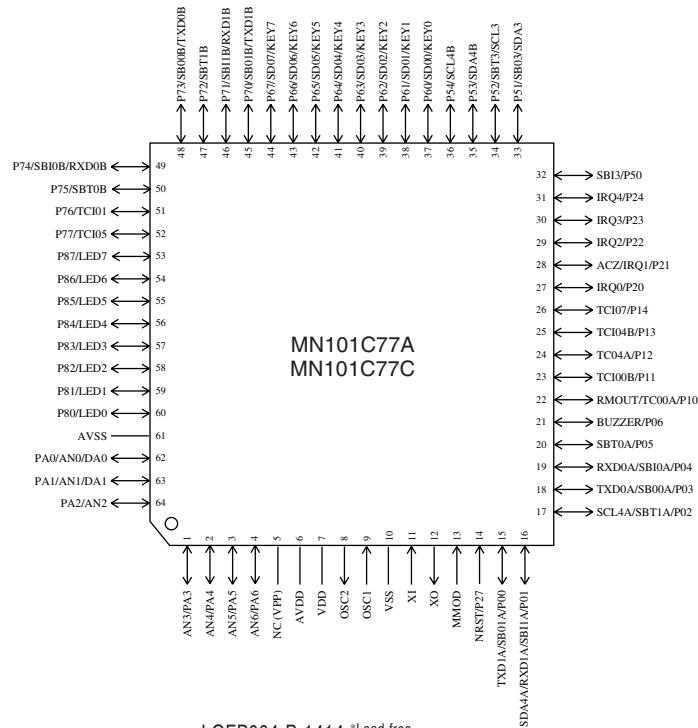 P73/SB00B/TXD0B
P72/SBT1B
P71/SBI1B/RXD1B
P70/SB01B/TXD1B
P67/SD07/KEY7
P66/SD06/KEY6
P65/SD05/KEY5
P64/SD04/KEY4
P63/SD03/KEY3
P62/SD02/KEY2
P61/SD01/KEY1
P60/SD00/KEY0
P54/SCL4B
P53/SDA4B
P52/SBT3/SCL3
P51/SB03/SDA3
48 47 46 45 44 43 42 41 40 39 38 37 36 35 34 33
P74/SBI0B/RXD0B 49
P75/SBT0B 50
P76/TCI01 51
P77/TCI05 52
P87/LED7 53
P86/LED6 54
P85/LED5 55
P84/LED4 56
P83/LED3 57
P82/LED2 58
P81/LED1 59
P80/LED0 60
AVSS 61
PA0/AN0/DA0 62
PA1/AN1/DA1 63
PA2/AN2 64
MN101C77A
MN101C77C
32 SBI3/P50
31 IRQ4/P24
30 IRQ3/P23
29 IRQ2/P22
28 ACZ/IRQ1/P21
27 IRQ0/P20
26 TCI07/P14
25 TCI04B/P13
24 TC04A/P12
23 TCI00B/P11
22 RMOUT/TC00A/P10
21 BUZZER/P06
20 SBT0A/P05
19 RXD0A/SBI0A/P04
18 TXD0A/SB00A/P03
17 SCL4A/SBT1A/P02
1 2 3 4 5 6 7 8 9 10 11 12 13 14 15 16
AN3/PA3
AN4/PA4
AN5/PA5
AN6/PA6
NC (VPP)
AVDD
VDD
OSC2
OSC1
VSS
XI
XO
MMOD
NRST/P27
TXD1A/SB01A/P00
SDA4A/RXD1A/SBI1A/P01